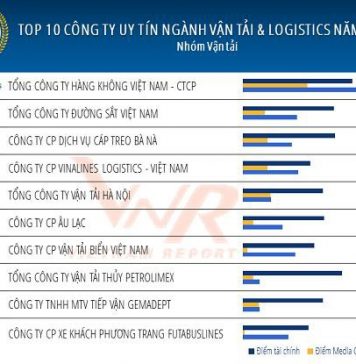 TOP 10 CÔNG TY UY TÍN NGÀNH VẬN TẢI & LOGISTICS NĂM
Nhóm Vận tải
TỔNG CÔNG TY HÀNG KHÔNG VIỆT NAM - CTCP
TỔNG CÔNG TY ĐƯỜNG SẮT VIỆT NAM
CÔNG TY CP DỊCH VỤ CÁP TREO BÀ NÀ
CÔNG TY CP VINALINES LOGISTICS - VIỆT NAM
TỔNG CÔNG TY VẬN TẢI HÀ NỘI
CÔNG TY CP ÂU LẠC
CÔNG TY CP VẬN TẢI BIỂN VIỆT NAM
TỔNG CÔNG TY VẬN TẢI THỦY PETROLIMEX
CÔNG TY TNHH MTV TIẾP VẬN GEMADEPT
CÔNG TY CP XE KHÁCH PHƯƠNG TRANG FUTABUSLINES
VNR
VIETNAM REPORT
Điểm tài chính Điểm Media